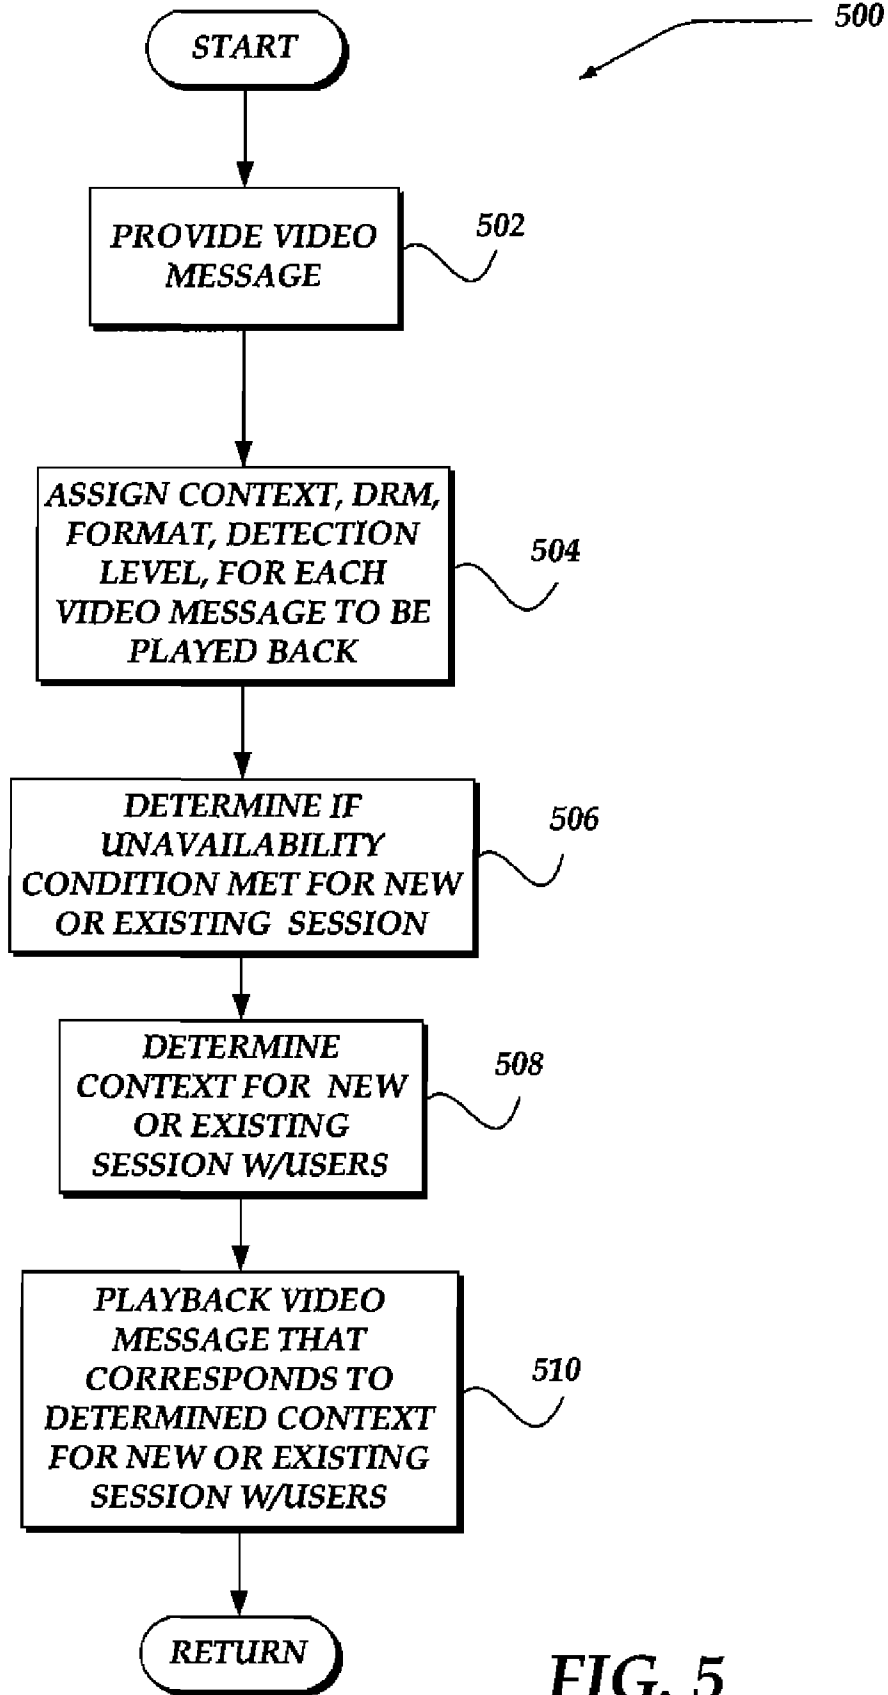 500
START
PROVIDE VIDEO
MESSAGE
502
ASSIGN CONTEXT, DRM,
FORMAT, DETECTION
LEVEL, FOR EACH
VIDEO MESSAGE TO BE
PLAYED BACK
504
DETERMINE IF
UNAVAILABILITY
CONDITION MET FOR NEW
OR EXISTING SESSION
506
DETERMINE
CONTEXT FOR NEW
OR EXISTING
SESSION W/USERS
508
PLAYBACK VIDEO
MESSAGE THAT
CORRESPONDS TO
DETERMINED CONTEXT
FOR NEW OR EXISTING
SESSION W/USERS
510
RETURN
FIG. 5